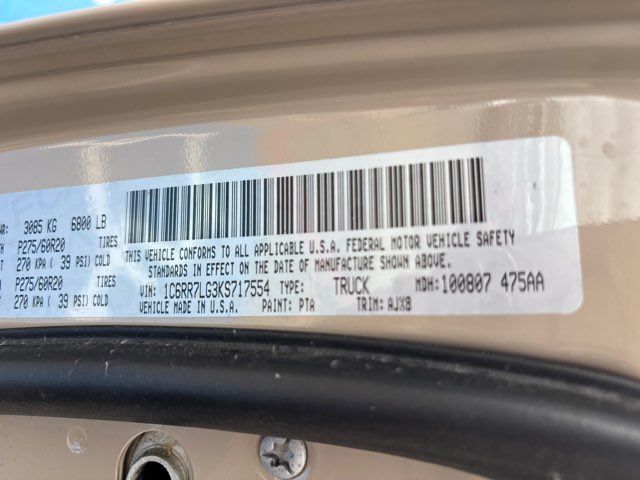 WR: 3085 KG 6800 LB
P275/60R20 TIRES
270 KPA ( 39 PSI) COLD
P275/60R20 TIRES
270 KPA ( 39 PSI) COLD
THIS VEHICLE CONFORMS TO ALL APPLICABLE U.S.A. FEDERAL MOTOR VEHICLE SAFETY
STANDARDS IN EFFECT ON THE DATE OF MANUFACTURE SHOWN ABOVE.
VIN: 1C6RR7LG3KS717554 TYPE: TRUCK MDH: 100807 475AA
VEHICLE MADE IN U.S.A. PAINT: PTA TRIM: AJX8